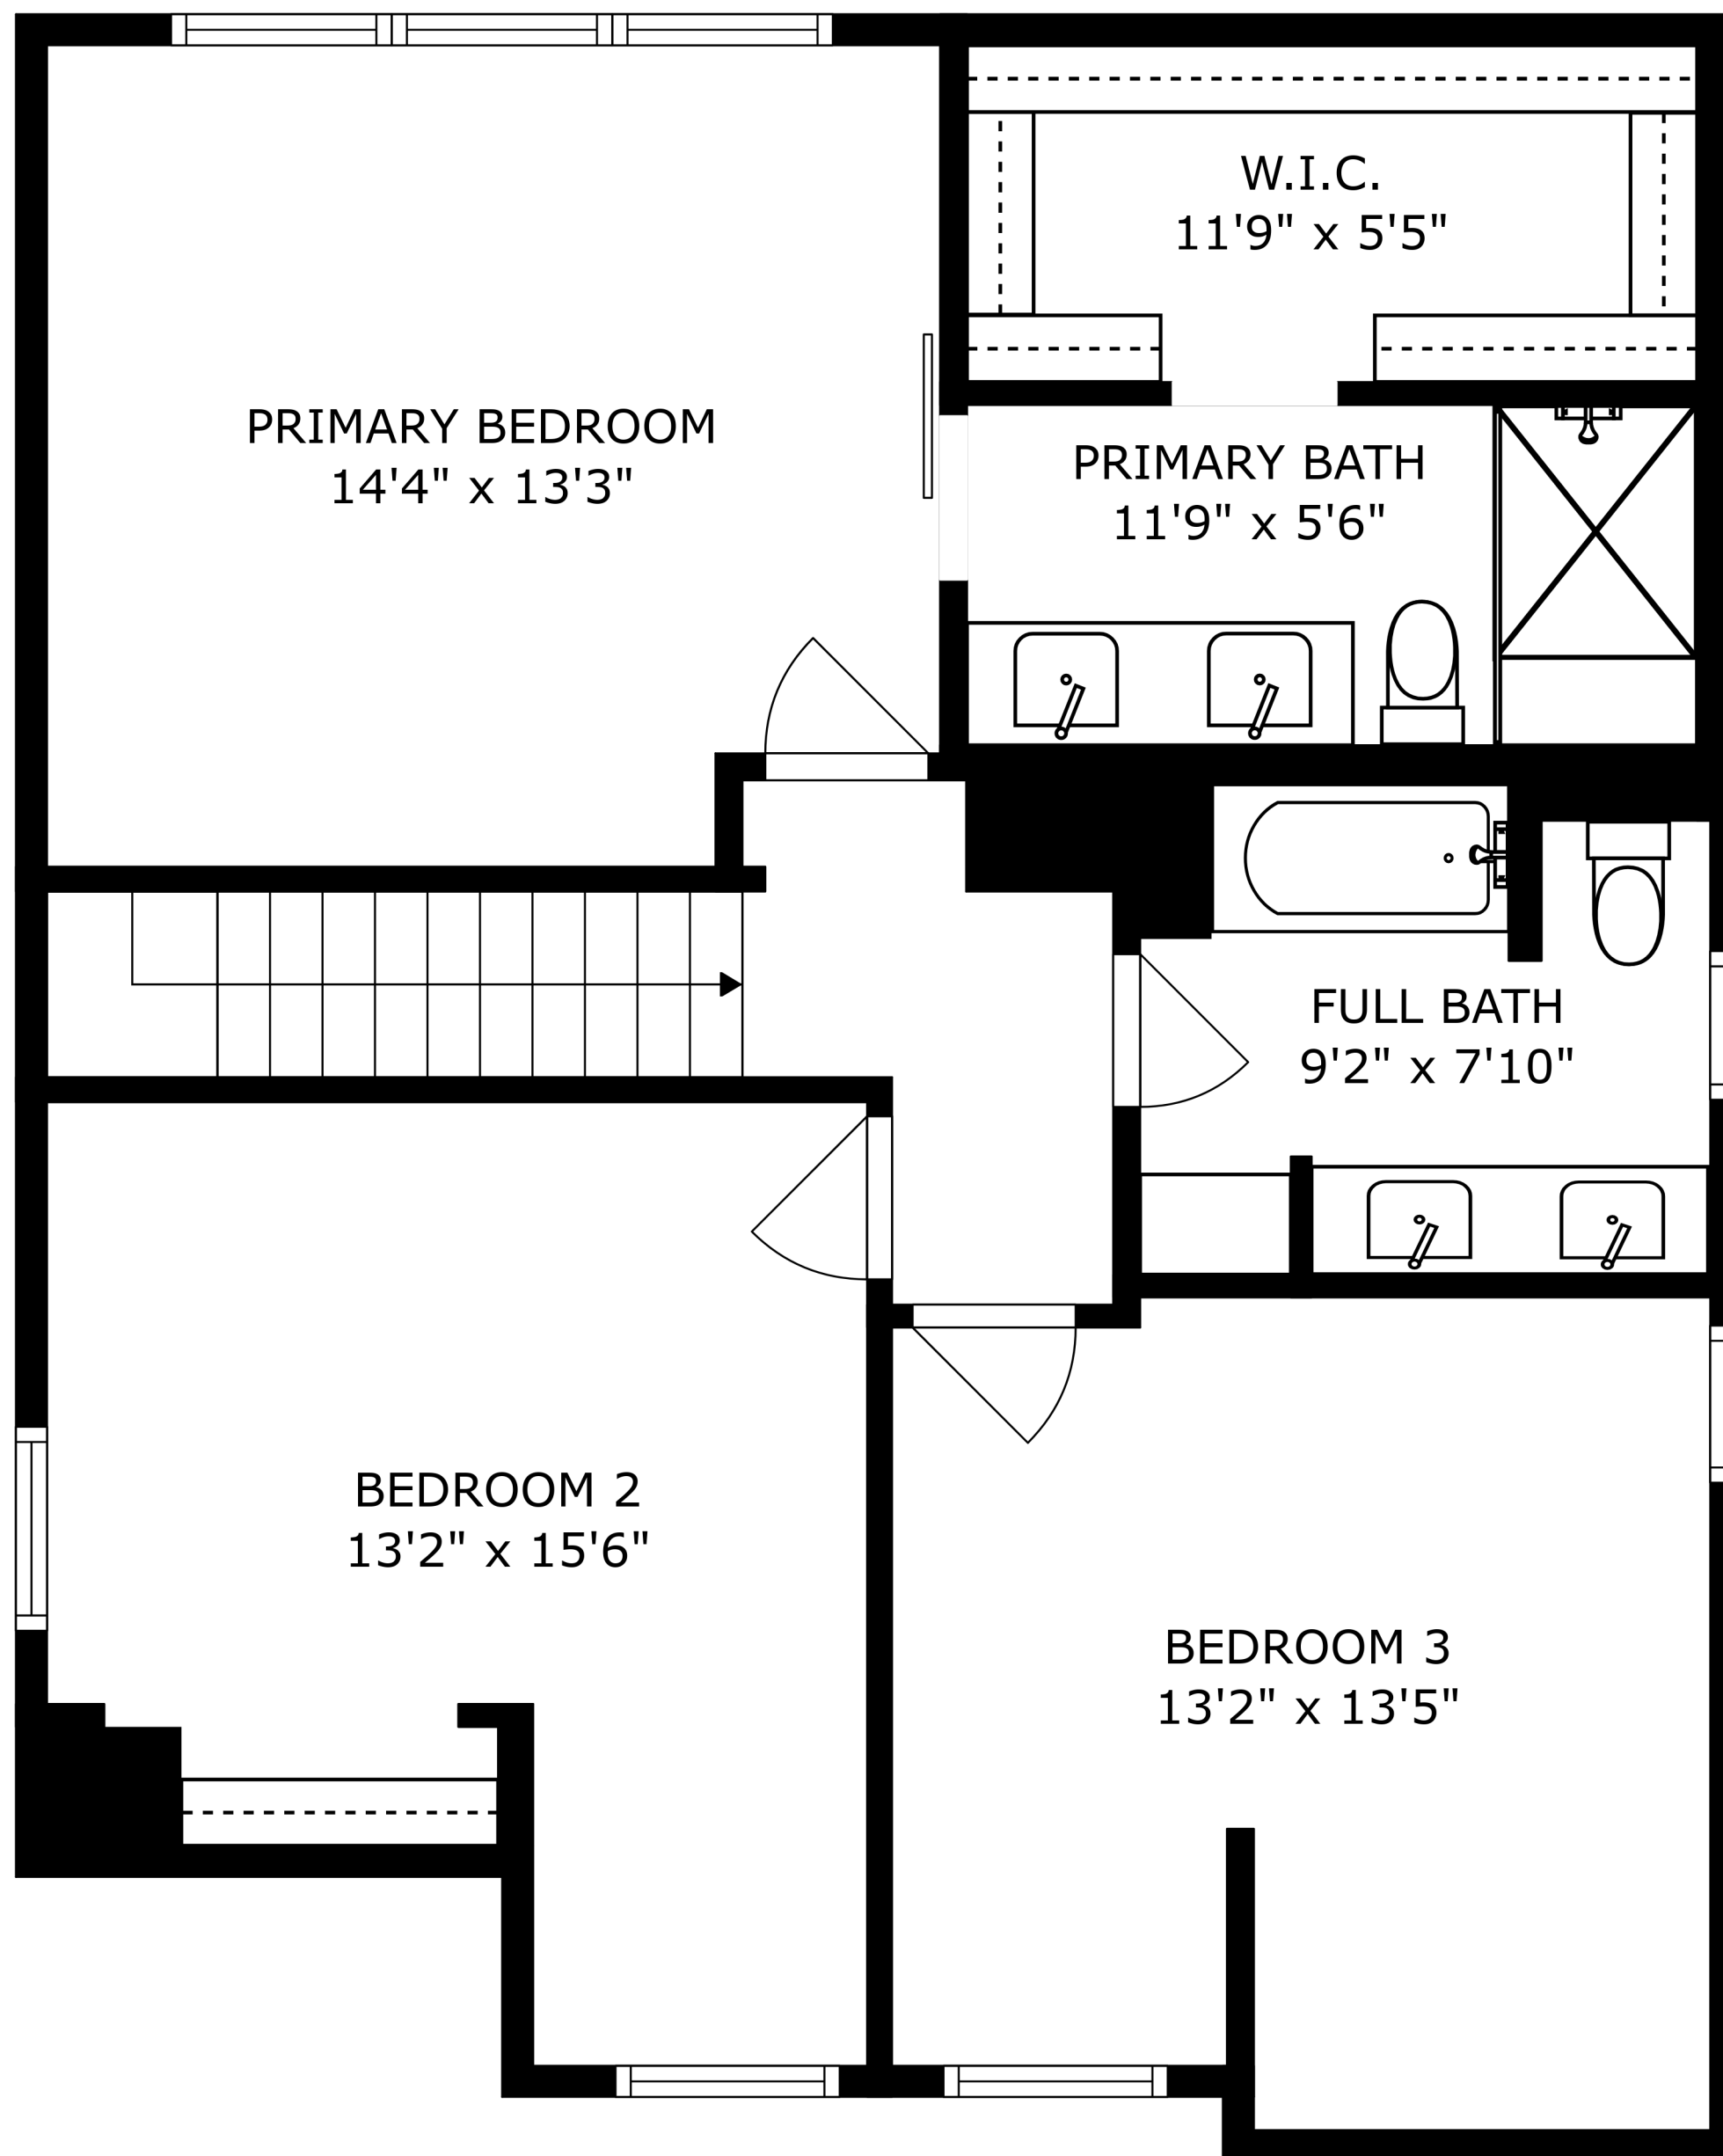 W.I.C.
11'9" x 5'5"
PRIMARY BEDROOM
14'4" x 13'3"
PRIMARY BATH
11'9" x 5'6"
FULL BATH
9'2" x 7'10"
BEDROOM 2
13'2" x 15'6"
BEDROOM 3
13'2" x 13'5"